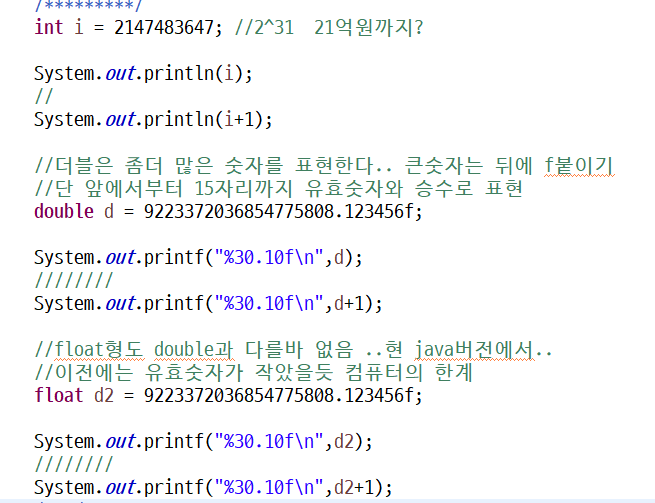 /*********/
int i = 2147483647; //2^31  21억원까지?
System.out.println(i);
//
System.out.println(i+1);
//더블은 좀더 많은 숫자를 표현한다.. 큰숫자는 뒤에 f붙이기
//단 앞에서부터 15자리까지 유효숫자와 승수로 표현
double d = 9223372036854775808.123456f;
System.out.printf("%30.10f\n",d);
////////
System.out.printf("%30.10f\n",d+1);
//float형도 double과 다를바 없음 ..현 java버전에서..
//이전에는 유효숫자가 작았을듯 컴퓨터의 한계
float d2 = 9223372036854775808.123456f;
System.out.printf("%30.10f\n",d2);
////////
System.out.printf("%30.10f\n",d2+1);